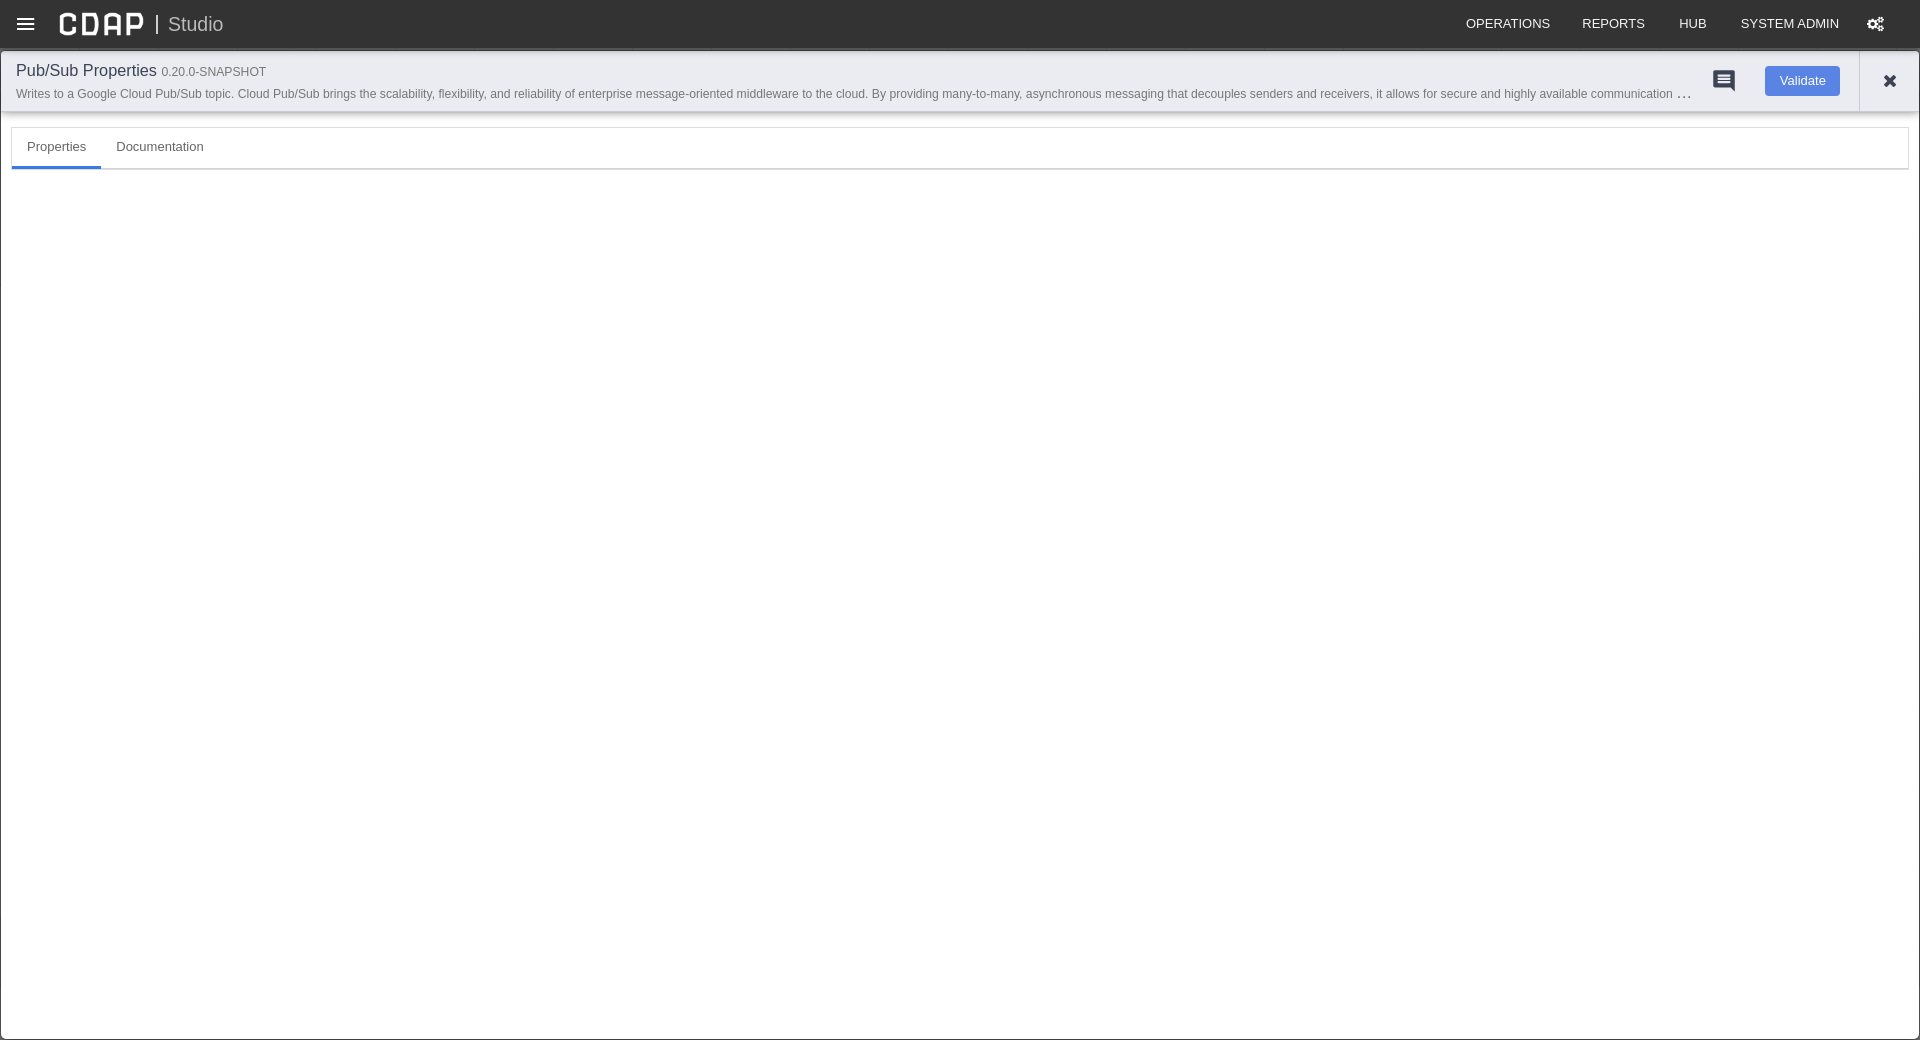 CDAP | Studio OPERATIONS REPORTS HUB SYSTEM ADMIN
Pub/Sub Properties 0.20.0-SNAPSHOT
Writes to a Google Cloud Pub/Sub topic. Cloud Pub/Sub brings the scalability, flexibility, and reliability of enterprise message-oriented middleware to the cloud. By providing many-to-many, asynchronous messaging that decouples senders and receivers, it allows for secure and highly available communication ...
Validate
Properties Documentation